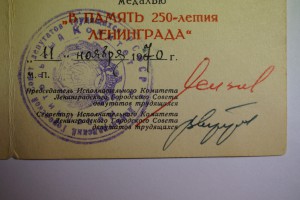 медалью
"В ПАМЯТЬ 250-летия
ЛЕНИНГРАДА"
11 ноября 1970 г.
М. П.
Председатель Исполнительного Комитета
Ленинградского Городского Совета
депутатов трудящихся
Секретарь Исполнительного Комитета
Ленинградского Городского Совета
депутатов трудящихся